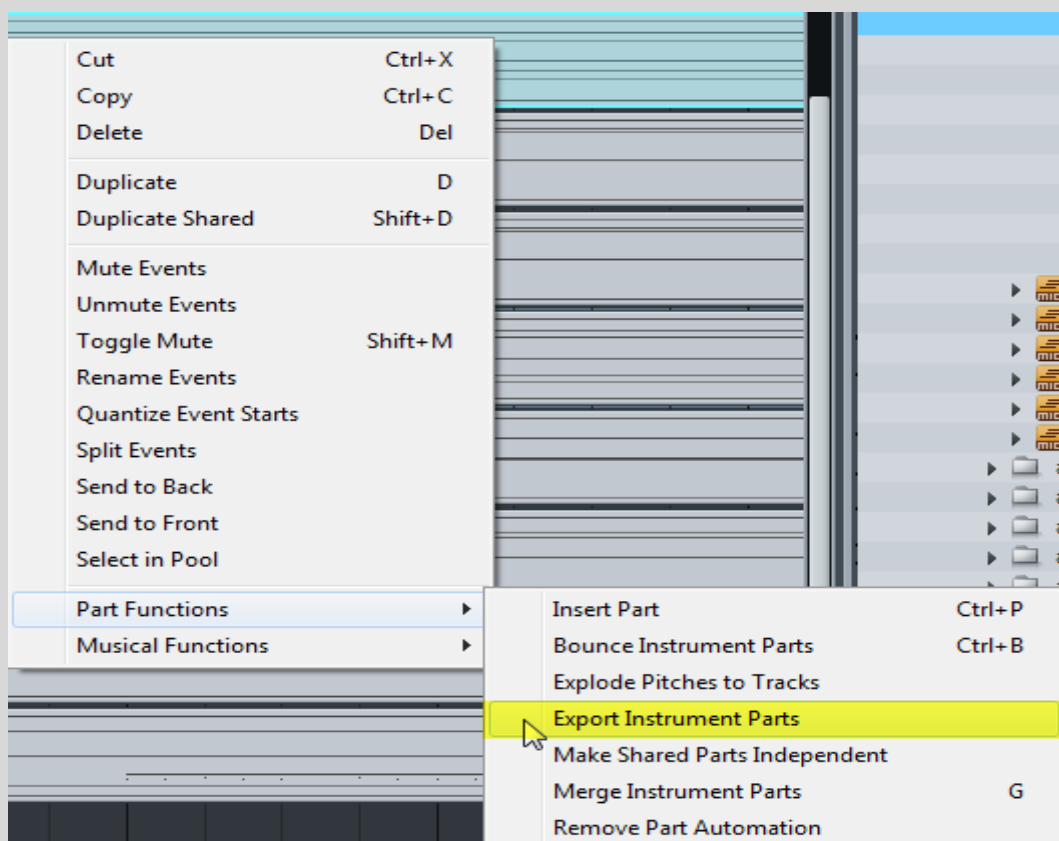 Cut Ctrl+X
Copy Ctrl+C
Delete Del
Duplicate D
Duplicate Shared Shift+D
Mute Events
Unmute Events
Toggle Mute Shift+M
Rename Events
Quantize Event Starts
Split Events
Send to Back
Send to Front
Select in Pool
Part Functions
Musical Functions
Insert Part Ctrl+P
Bounce Instrument Parts Ctrl+B
Explode Pitches to Tracks
Export Instrument Parts
Make Shared Parts Independent
Merge Instrument Parts G
Remove Part Automation